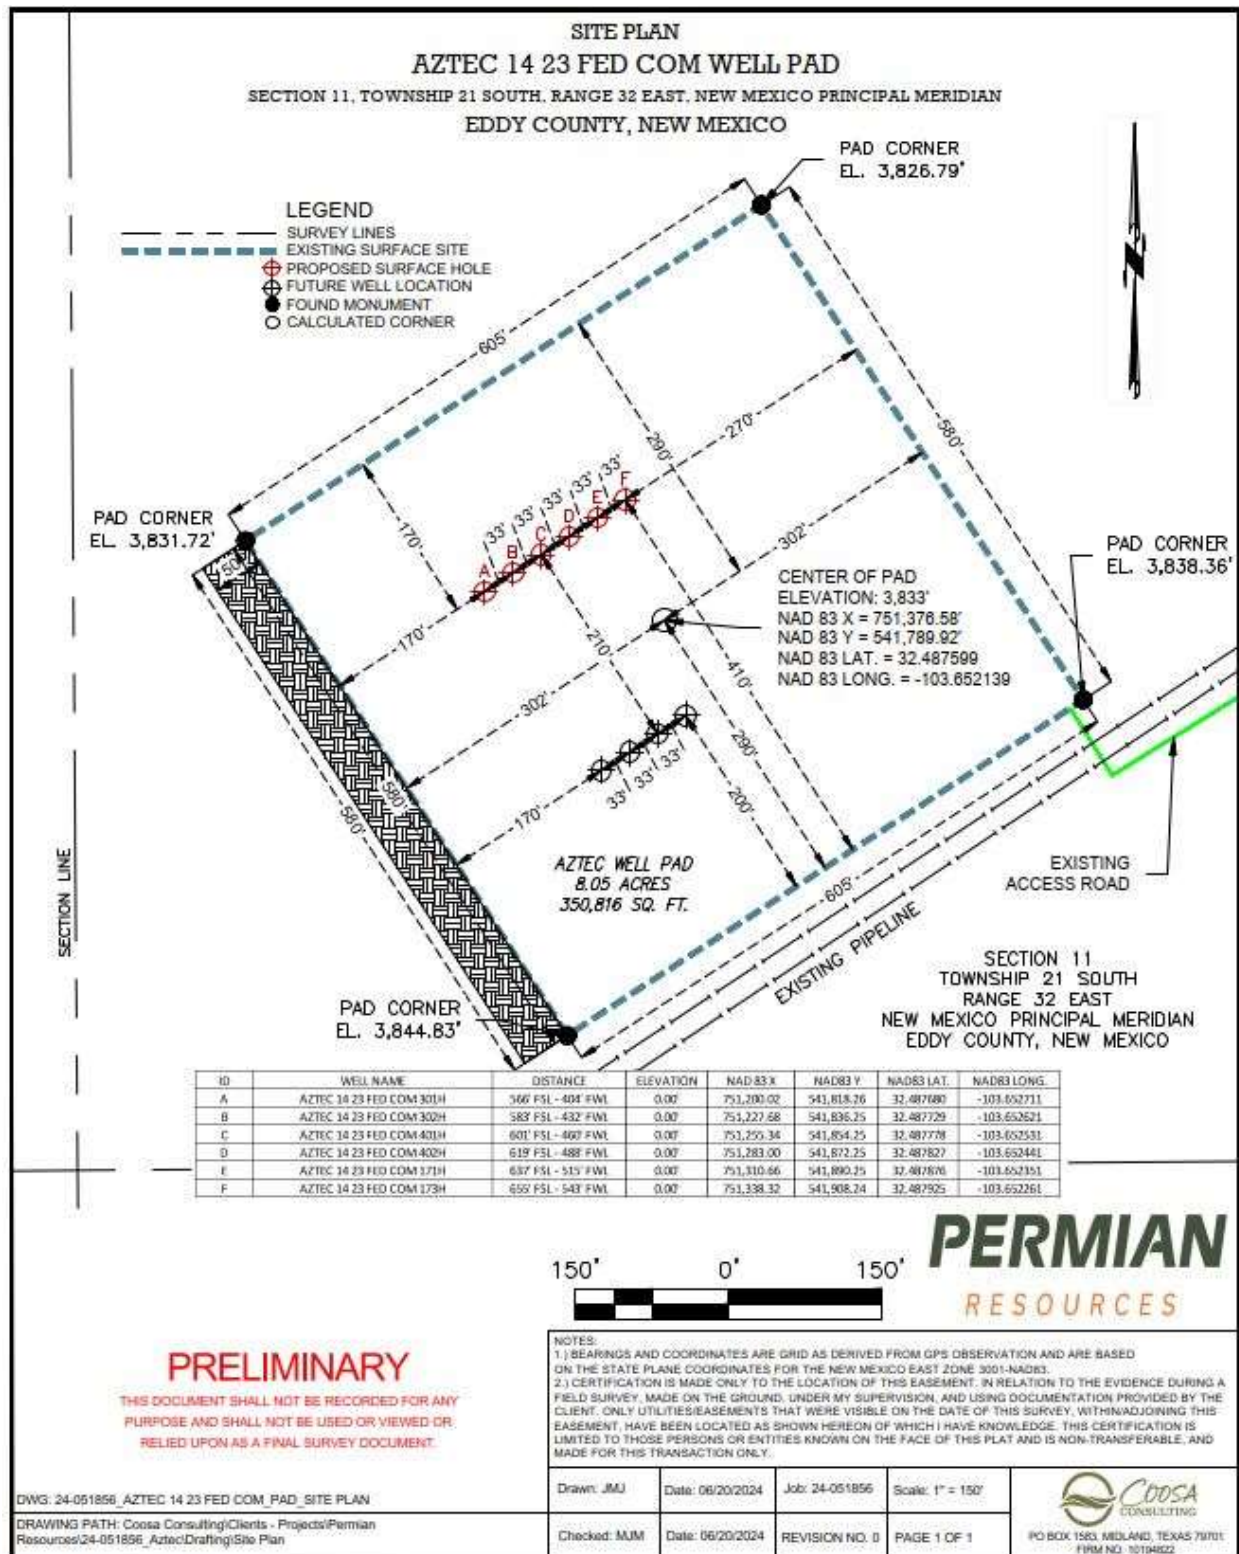 SITE PLAN
AZTEC 14 23 FED COM WELL PAD
SECTION 11, TOWNSHIP 21 SOUTH, RANGE 32 EAST, NEW MEXICO PRINCIPAL MERIDIAN
EDDY COUNTY, NEW MEXICO
PAD CORNER
EL. 3,826.79'
LEGEND
SURVEY LINES
EXISTING SURFACE SITE
PROPOSED SURFACE HOLE
FUTURE WELL LOCATION
FOUND MONUMENT
CALCULATED CORNER
605'
580'
290'
270'
170'
33' 33' 33' 33' 33'
A B C D E F
302'
PAD CORNER
EL. 3,831.72'
50'
PAD CORNER
EL. 3,838.36'
CENTER OF PAD
ELEVATION: 3,833'
NAD 83 X = 751,376.58'
NAD 83 Y = 541,789.92'
NAD 83 LAT. = 32.487599
NAD 83 LONG. = -103.652139
170'
210'
410'
302'
290'
33' 33' 33'
200'
580'
580'
170'
AZTEC WELL PAD
8.05 ACRES
350,816 SQ. FT.
605'
EXISTING
ACCESS ROAD
EXISTING PIPELINE
SECTION LINE
SECTION 11
TOWNSHIP 21 SOUTH
RANGE 32 EAST
NEW MEXICO PRINCIPAL MERIDIAN
EDDY COUNTY, NEW MEXICO
PAD CORNER
EL. 3,844.83'
ID WELL NAME DISTANCE ELEVATION NAD 83 X NAD83 Y NAD83 LAT. NAD83 LONG.
A AZTEC 14 23 FED COM 301H 566' FSL - 404' FWL 0.00' 751,200.02 541,818.26 32.487680 -103.652711
B AZTEC 14 23 FED COM 302H 583' FSL - 432' FWL 0.00' 751,227.68 541,836.25 32.487729 -103.652621
C AZTEC 14 23 FED COM 401H 601' FSL - 460' FWL 0.00' 751,255.34 541,854.25 32.487778 -103.652531
D AZTEC 14 23 FED COM 402H 619' FSL - 488' FWL 0.00' 751,283.00 541,872.25 32.487827 -103.652441
E AZTEC 14 23 FED COM 171H 637' FSL - 515' FWL 0.00' 751,310.66 541,890.25 32.487876 -103.652351
F AZTEC 14 23 FED COM 173H 655' FSL - 543' FWL 0.00' 751,338.32 541,908.24 32.487925 -103.652261
PERMIAN
RESOURCES
150' 0' 150'
PRELIMINARY
THIS DOCUMENT SHALL NOT BE RECORDED FOR ANY
PURPOSE AND SHALL NOT BE USED OR VIEWED OR
RELIED UPON AS A FINAL SURVEY DOCUMENT.
NOTES:
1.) BEARINGS AND COORDINATES ARE GRID AS DERIVED FROM GPS OBSERVATION AND ARE BASED
ON THE STATE PLANE COORDINATES FOR THE NEW MEXICO EAST ZONE 3001-NAD83.
2.) CERTIFICATION IS MADE ONLY TO THE LOCATION OF THIS EASEMENT. IN RELATION TO THE EVIDENCE DURING A
FIELD SURVEY, MADE ON THE GROUND, UNDER MY SUPERVISION, AND USING DOCUMENTATION PROVIDED BY THE
CLIENT. ONLY UTILITIES/EASEMENTS THAT WERE VISIBLE ON THE DATE OF THIS SURVEY, WITHIN/ADJOINING THIS
EASEMENT, HAVE BEEN LOCATED AS SHOWN HEREON OF WHICH I HAVE KNOWLEDGE. THIS CERTIFICATION IS
LIMITED TO THOSE PERSONS OR ENTITIES KNOWN ON THE FACE OF THIS PLAT AND IS NON-TRANSFERABLE, AND
MADE FOR THIS TRANSACTION ONLY.
Drawn: JMJ Date: 06/20/2024 Job: 24-051856 Scale: 1" = 150'
Checked: MJM Date: 06/20/2024 REVISION NO. 0 PAGE 1 OF 1
COOSA
CONSULTING
PO BOX 1583, MIDLAND, TEXAS 79701
FIRM NO. 10194822
DWG: 24-051856_AZTEC 14 23 FED COM_PAD_SITE PLAN
DRAWING PATH: Coosa Consulting\Clients - Projects\Permian
Resources\24-051856_Aztec\Drafting\Site Plan